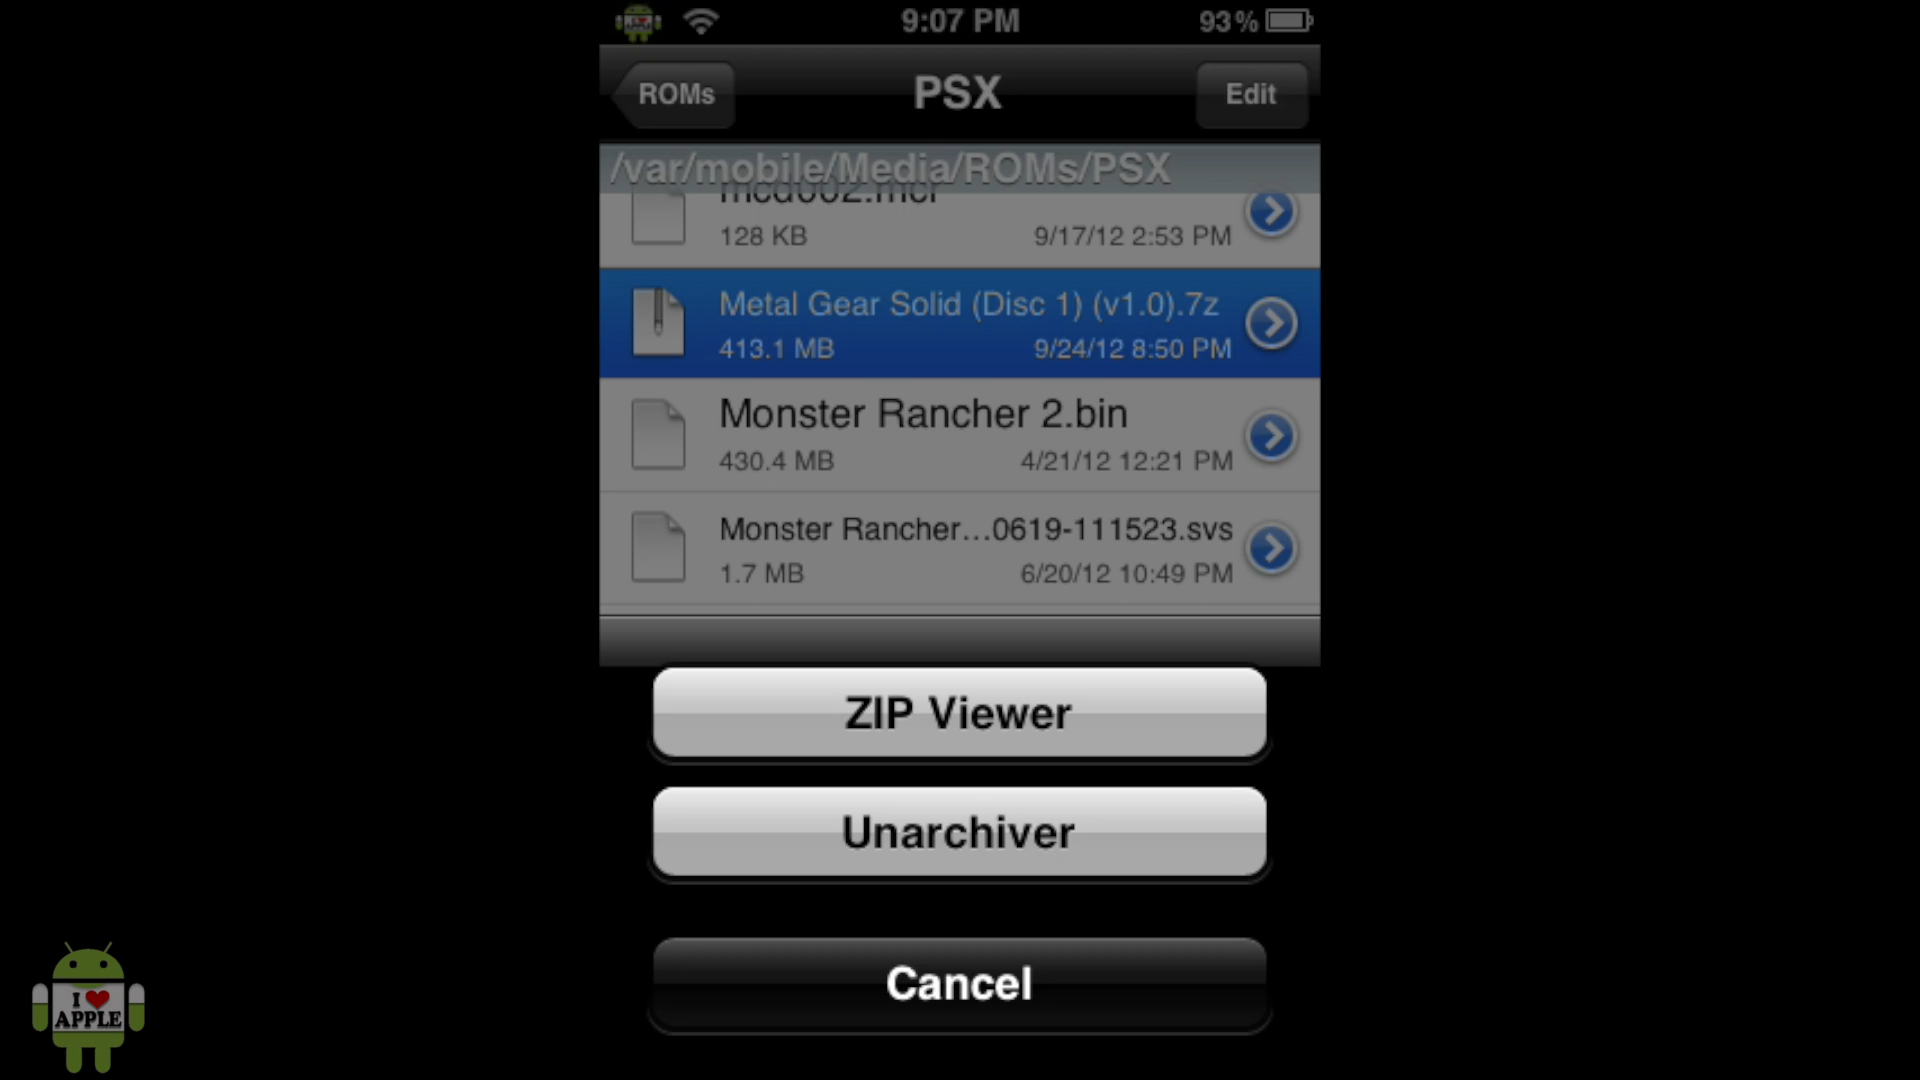 9:07 PM
93%
ROMs
PSX
Edit
/var/mobile/Media/ROMs/PSX
mcd002.mcr
128 KB
9/17/12 2:53 PM
Metal Gear Solid (Disc 1) (v1.0).7z
413.1 MB
9/24/12 8:50 PM
Monster Rancher 2.bin
430.4 MB
4/21/12 12:21 PM
Monster Rancher...0619-111523.svs
1.7 MB
6/20/12 10:49 PM
ZIP Viewer
Unarchiver
Cancel
I ❤ APPLE